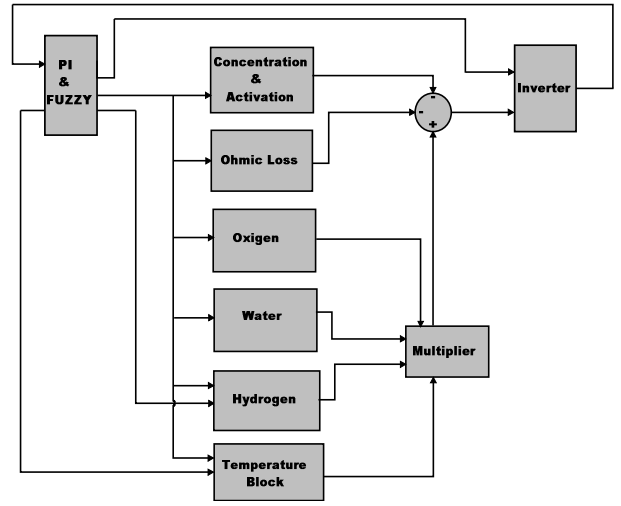 PI
&
FUZZY
Concentration
&
Activation
-
-
+
Inverter
Ohmic Loss
Oxigen
Water
Multiplier
Hydrogen
Temperature
Block